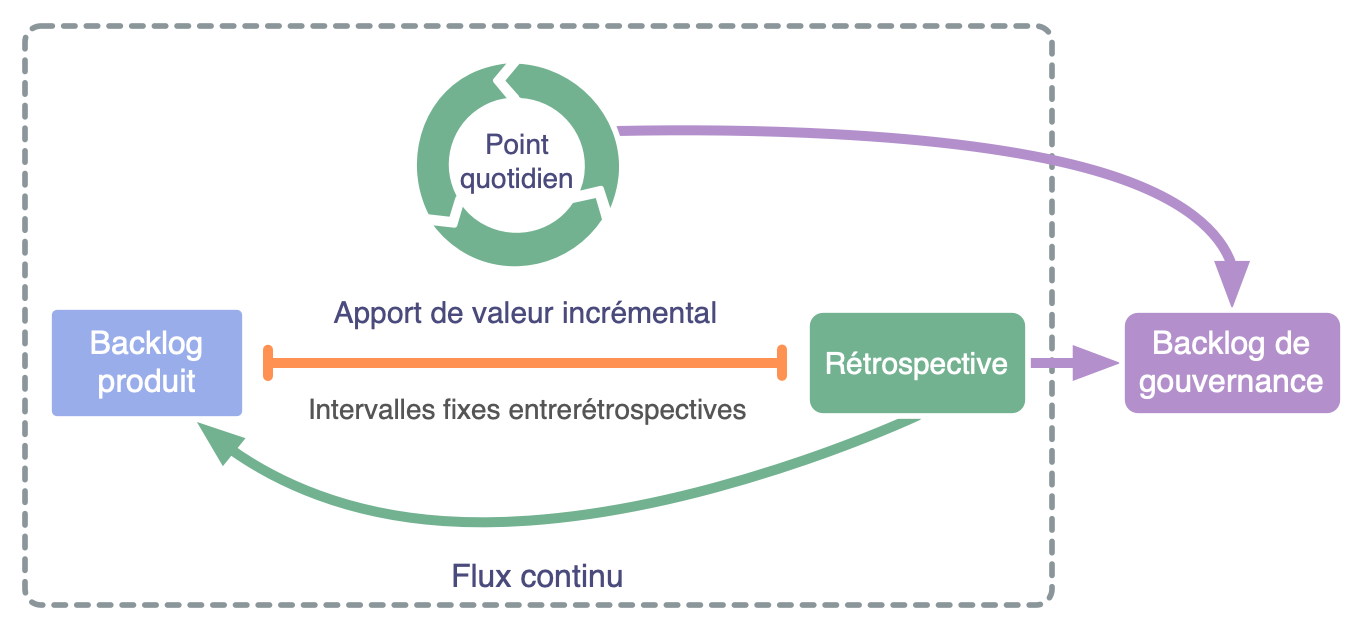 Point
quotidien
Apport de valeur incrémental
Backlog
produit
Intervalles fixes entrerétrospectives
Rétrospective
Backlog de
gouvernance
Flux continu